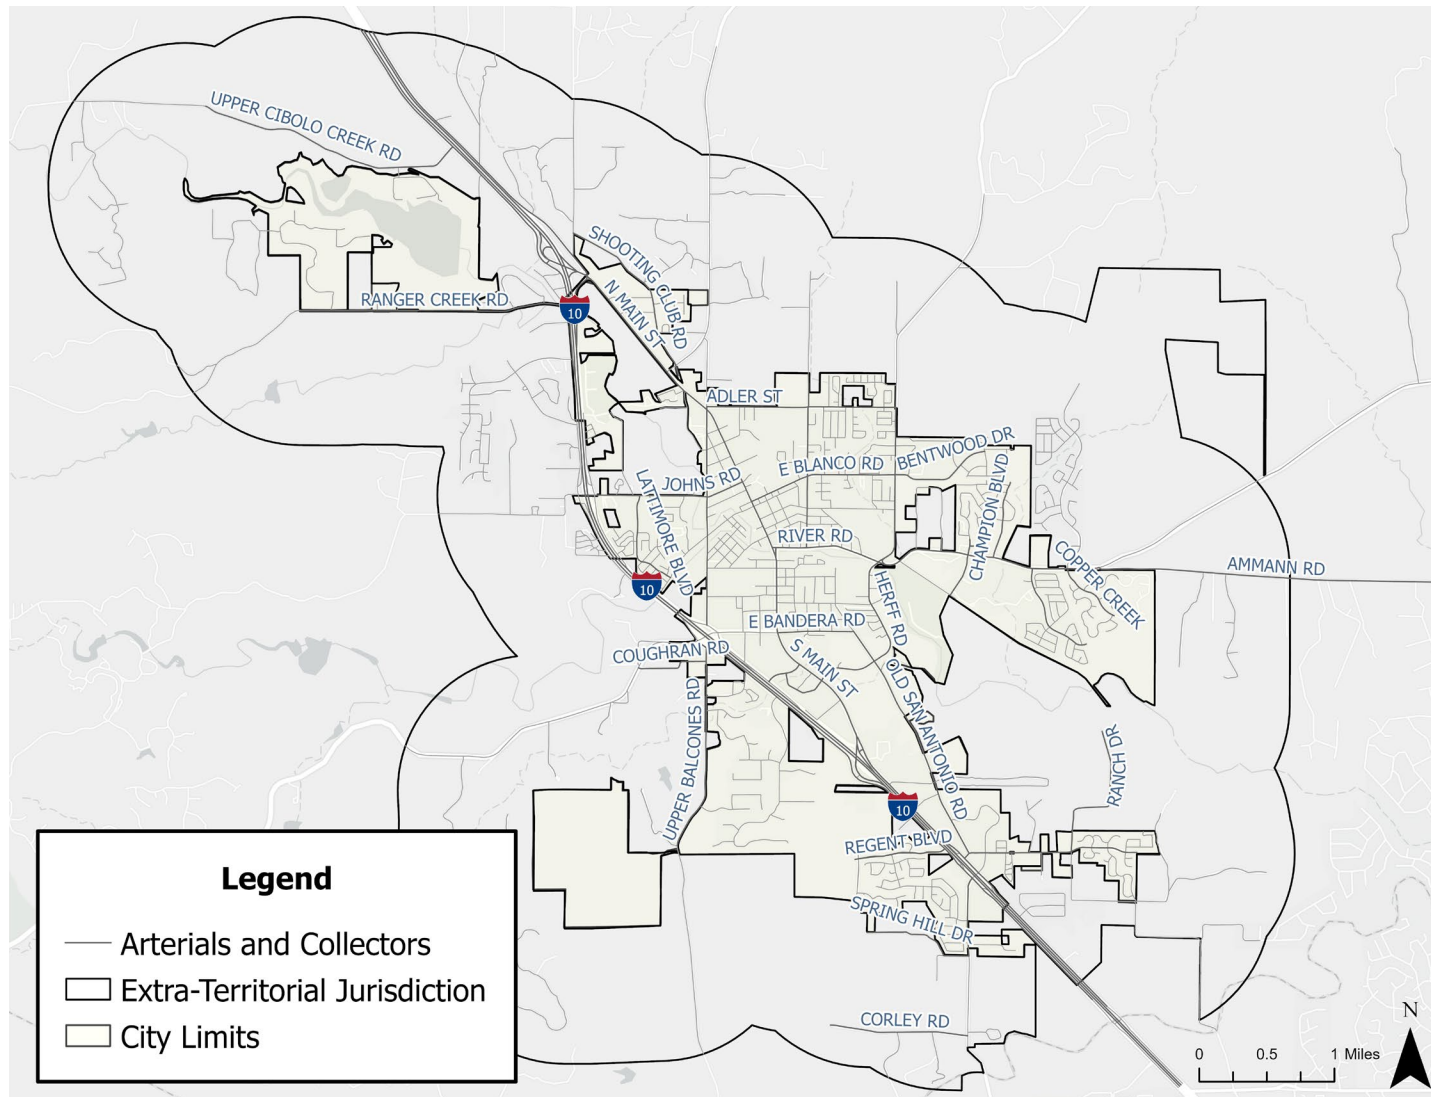 UPPER CIBOLO CREEK RD
SHOOTING CLUB RD
RANGER CREEK RD
N MAIN ST
10
ADLER ST
BENTWOOD DR
E BLANCO RD
JOHNS RD
LATTIMORE BLVD
CHAMPION BLVD
RIVER RD
COPPER CREEK
AMMANN RD
10
HERFF RD
E BANDERA RD
COUGHRAN RD
S MAIN ST
OLD SAN ANTONIO RD
UPPER BALCONES RD
RANCH DR
10
REGENT BLVD
SPRING HILL DR
CORLEY RD
Legend
Arterials and Collectors
Extra-Territorial Jurisdiction
City Limits
N
0 0.5 1 Miles